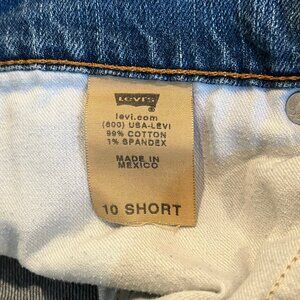 LEVI'S
levi.com
(800) USA-LEVI
99% COTTON
1% SPANDEX
MADE IN
MEXICO
10 SHORT